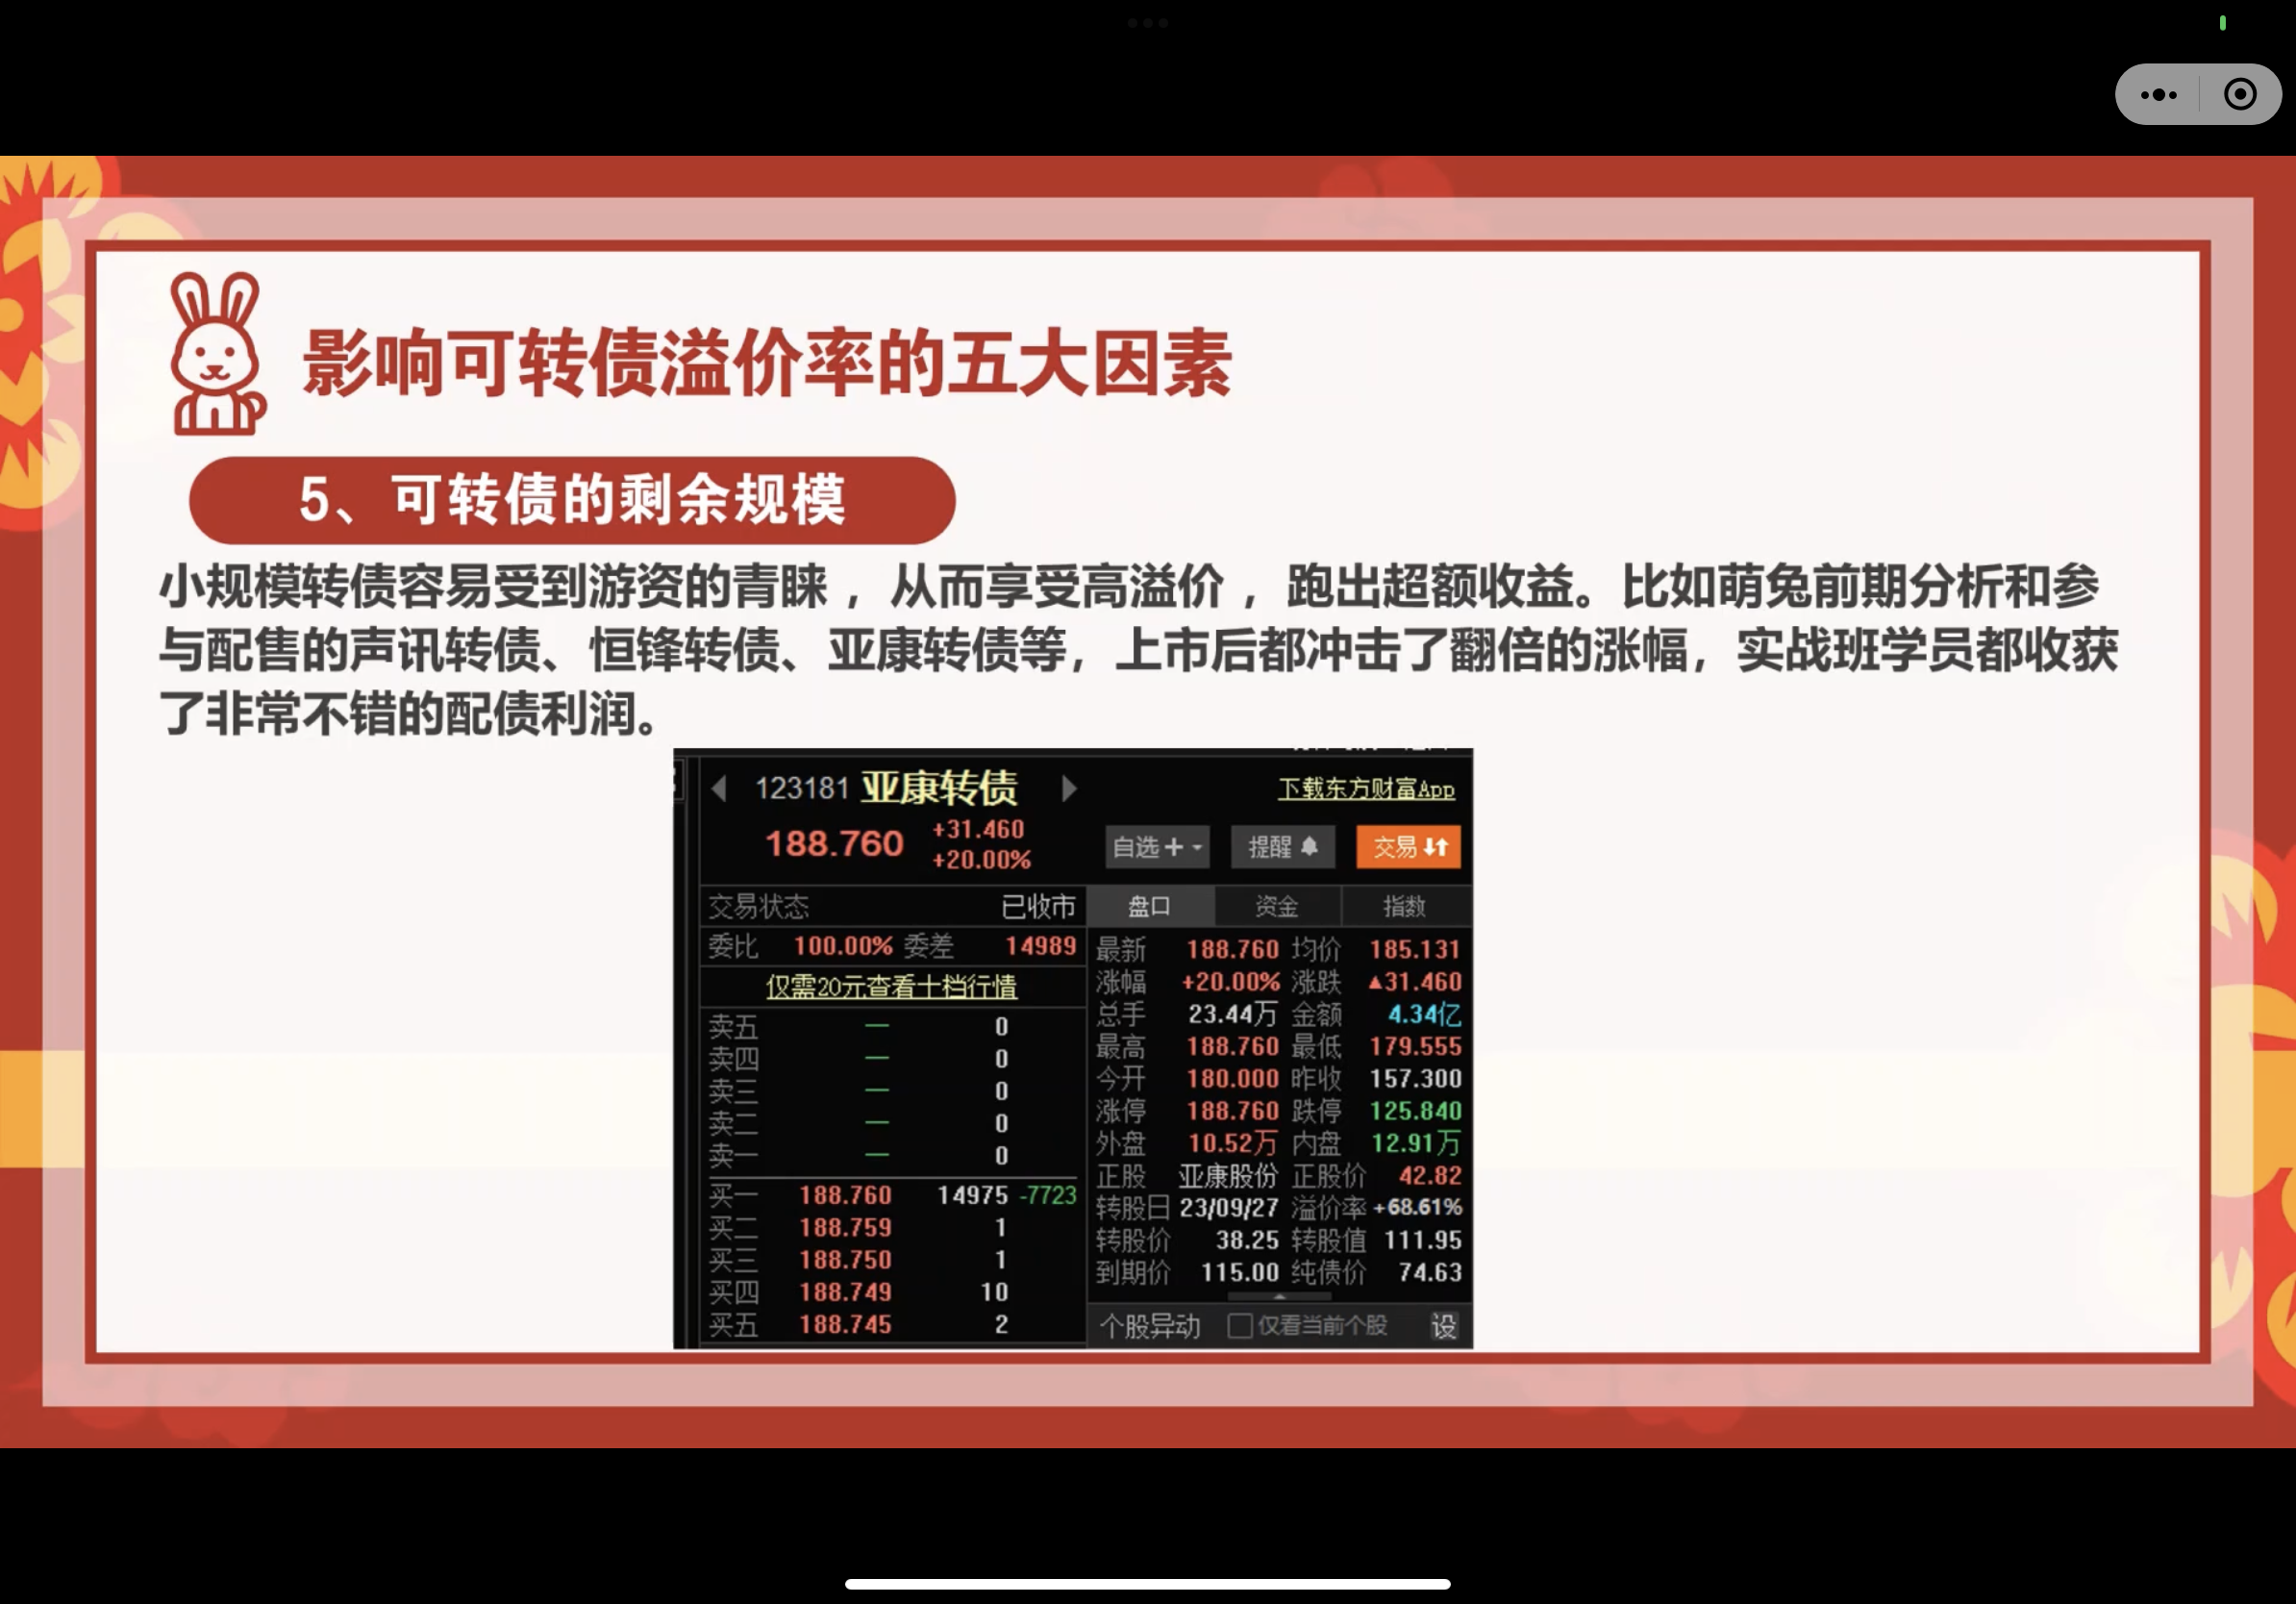 影响可转债溢价率的五大因素
5、可转债的剩余规模
小规模转债容易受到游资的青睐，从而享受高溢价，跑出超额收益。比如萌兔前期分析和参
与配售的声讯转债、恒锋转债、亚康转债等，上市后都冲击了翻倍的涨幅，实战班学员都收获
了非常不错的配债利润。
123181 亚康转债 下载东方财富App
188.760 +31.460 +20.00% 自选 提醒 交易
交易状态 已收市 盘口 资金 指数
委比 100.00% 委差 14989
仅需20元查看十档行情
卖五 — 0
卖四 — 0
卖三 — 0
卖二 — 0
卖一 — 0
买一 188.760 14975 -7723
买二 188.759 1
买三 188.750 1
买四 188.749 10
买五 188.745 2
最新 188.760 均价 185.131
涨幅 +20.00% 涨跌 ▲31.460
总手 23.44万 金额 4.34亿
最高 188.760 最低 179.555
今开 180.000 昨收 157.300
涨停 188.760 跌停 125.840
外盘 10.52万 内盘 12.91万
正股 亚康股份 正股价 42.82
转股日 23/09/27 溢价率 +68.61%
转股价 38.25 转股值 111.95
到期价 115.00 纯债价 74.63
个股异动 仅看当前个股 设